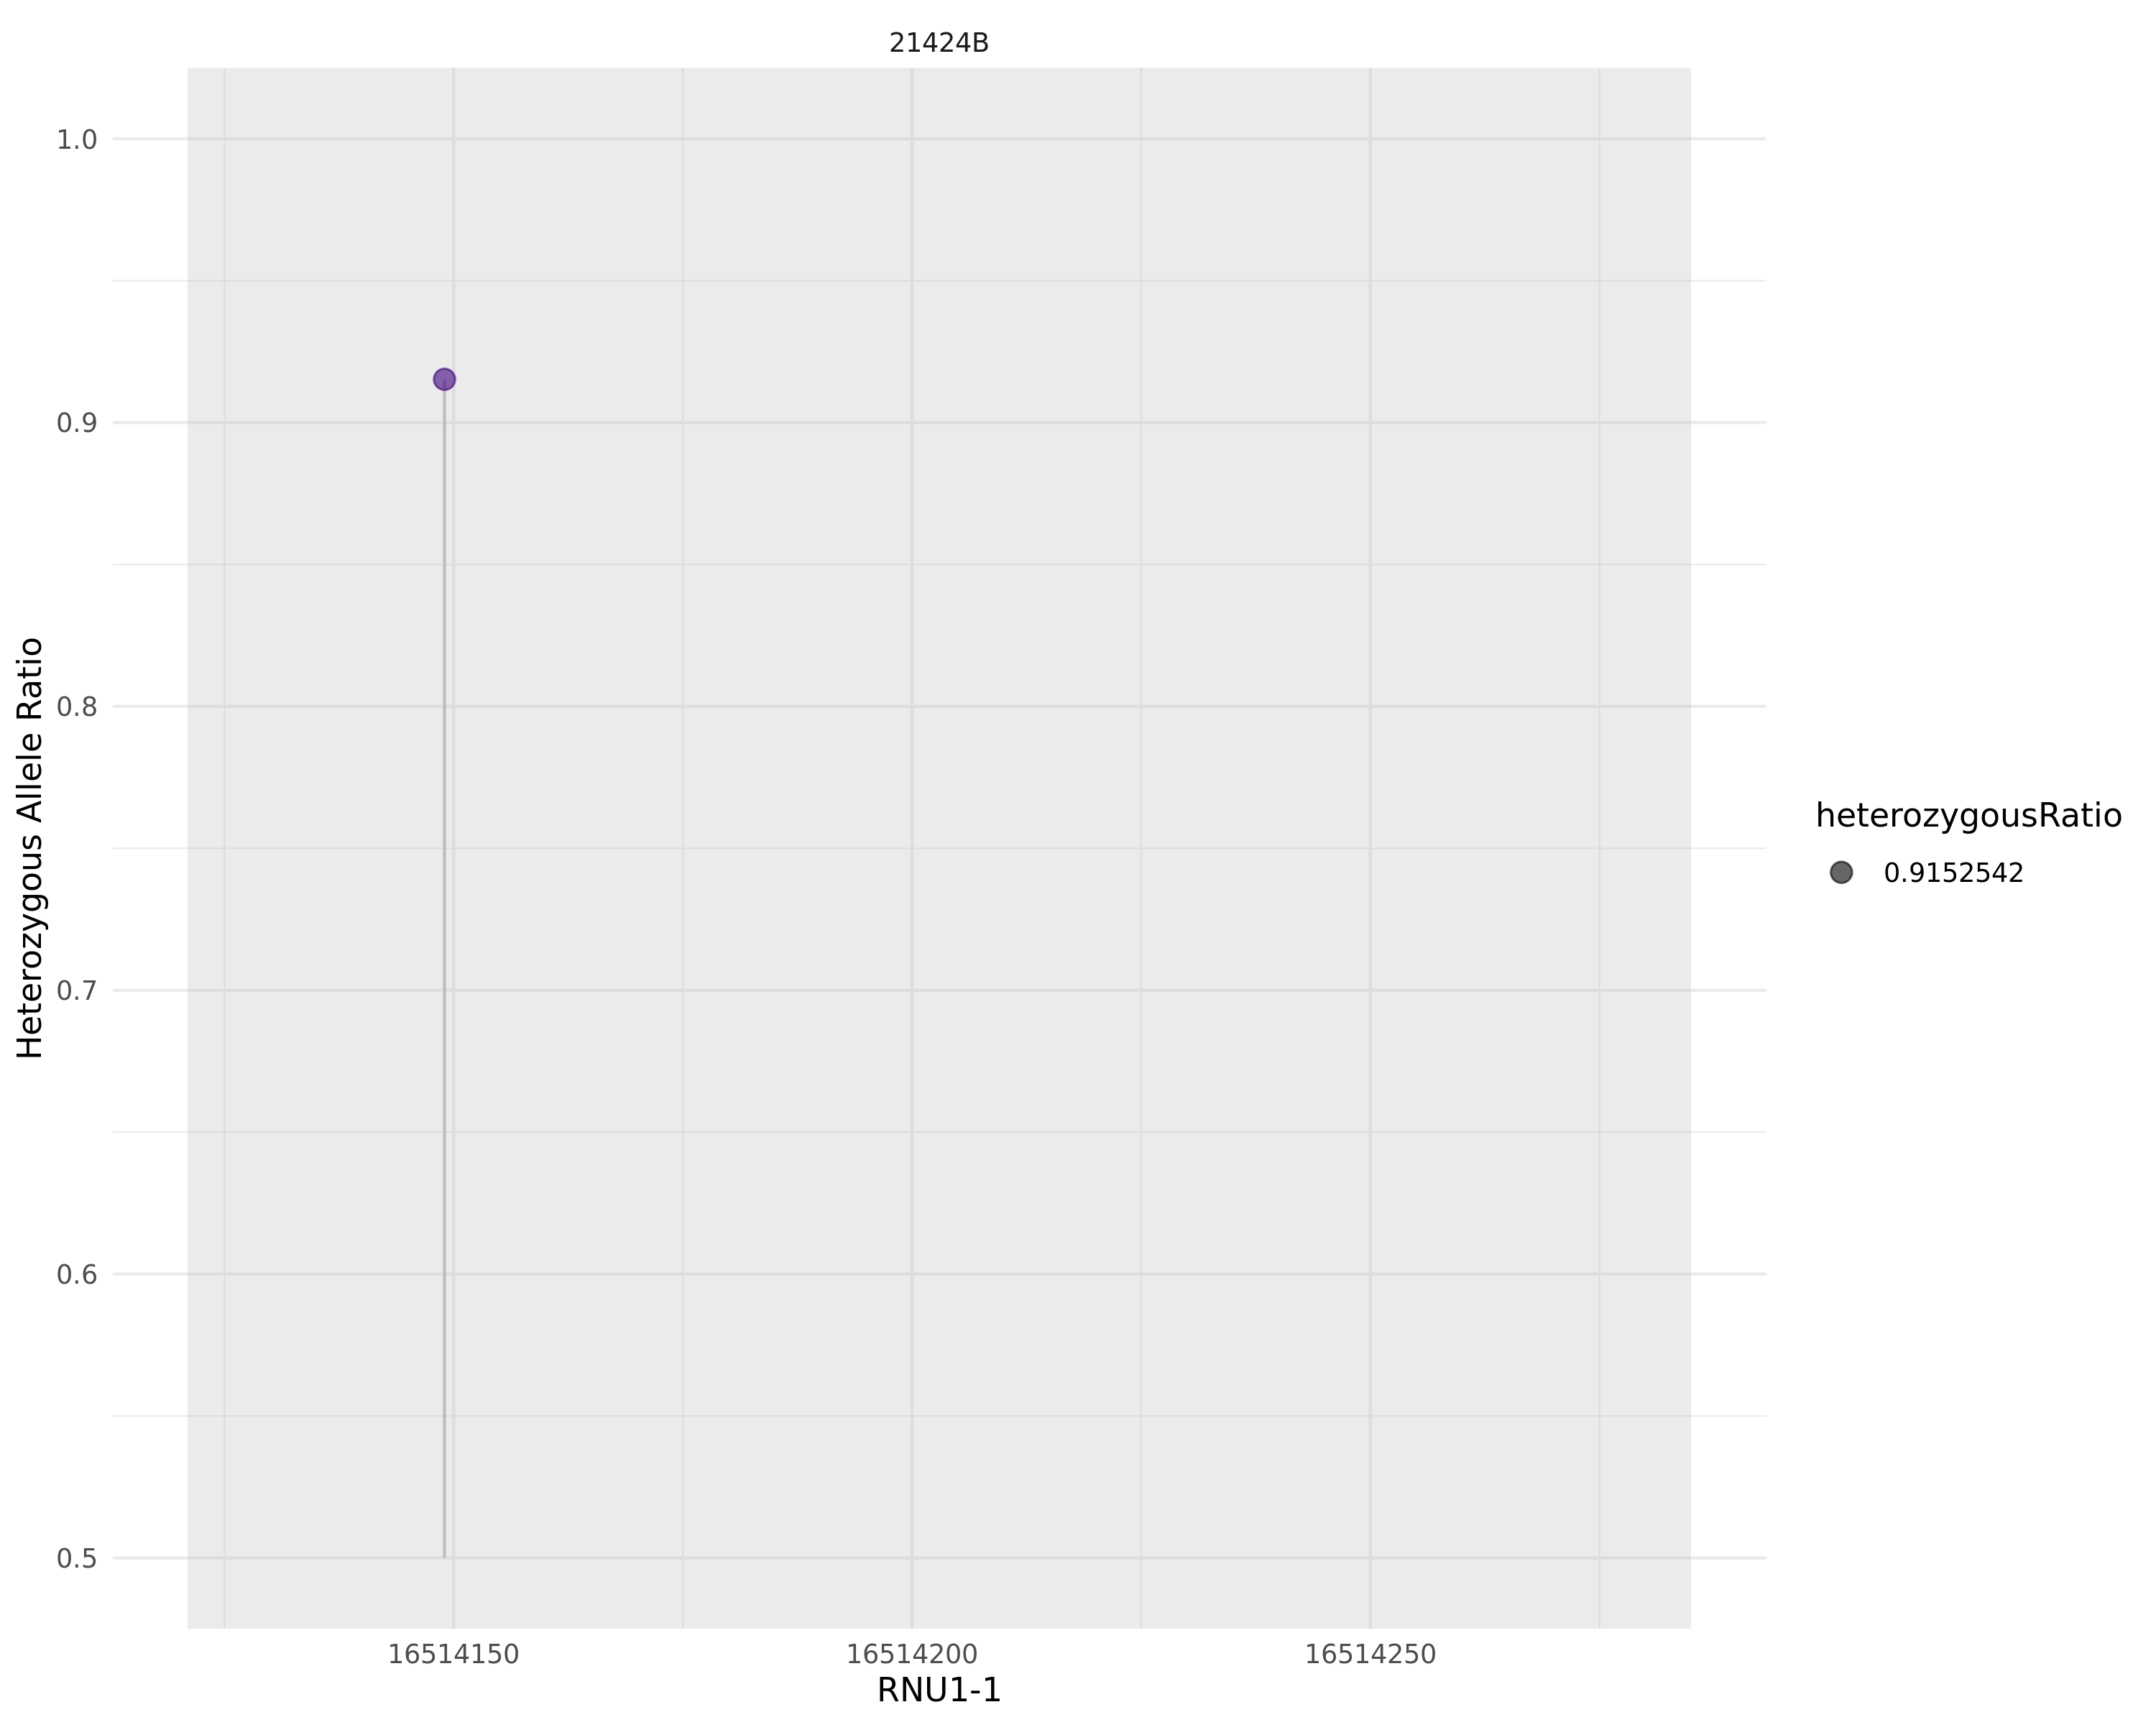 21424B
1.0
0.9
0.8
0.7
0.6
0.5
Heterozygous Allele Ratio
16514150 16514200 16514250
RNU1-1
heterozygousRatio
0.9152542